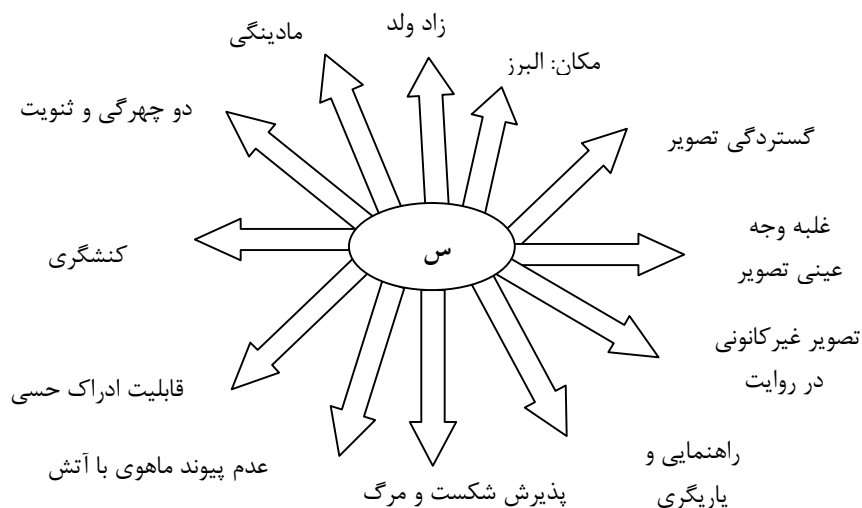 زاد ولد
مادینگی
مکان: البرز
دو چهرگی و ثنویت
گستردگی تصویر
غلبه وجه
عینی تصویر
کنشگری
س
تصویر غیرکانونی
در روایت
قابلیت ادراک حسی
راهنمایی و
یاریگری
عدم پیوند ماهوی با آتش
پذیرش شکست و مرگ